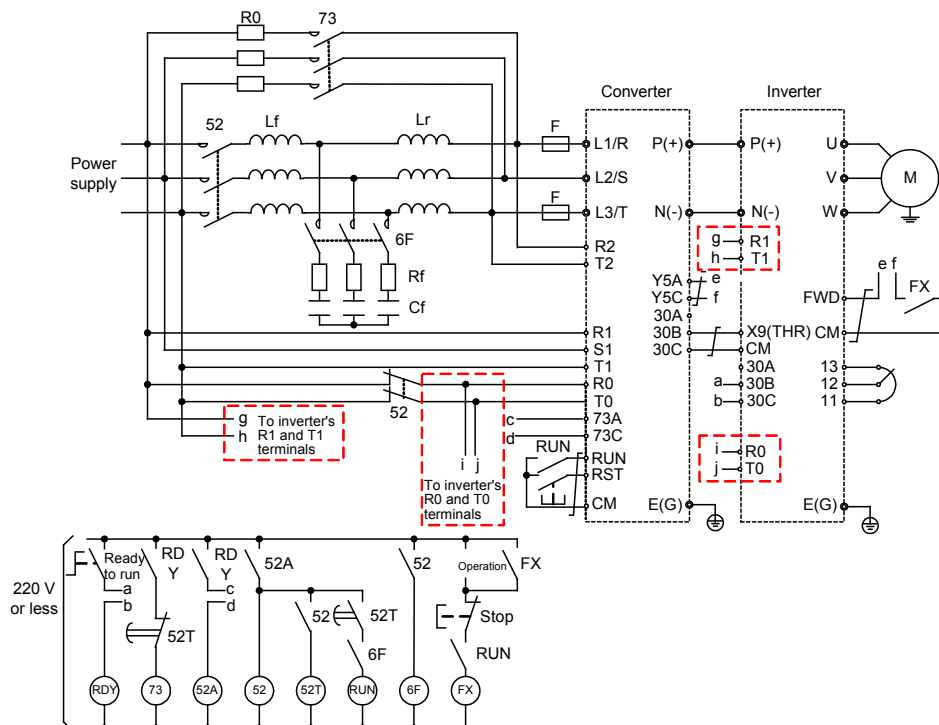 R0
73
Converter
Inverter
52
Lf
Lr
F
L1/R
P(+)
P(+)
U
Power
supply
L2/S
V
M
F
L3/T
N(-)
N(-)
W
6F
R2
g
R1
T2
h
T1
Rf
Y5A
e
e
f
Cf
Y5C
f
FWD
FX
30A
R1
30B
X9(THR)
CM
S1
30C
CM
T1
30A
13
R0
a
30B
12
52
T0
b
30C
11
g
To inverter's
h
R1 and T1
terminals
c
73A
d
73C
i
j
RUN
RUN
i
R0
RST
j
T0
To inverter's
R0 and T0
terminals
CM
E(G)
E(G)
220 V
or less
Ready
to run
RD
Y
RD
Y
52A
52
Operation
FX
a
b
c
d
52T
52
6F
Stop
RUN
RDY
73
52A
52
52T
RUN
6F
FX